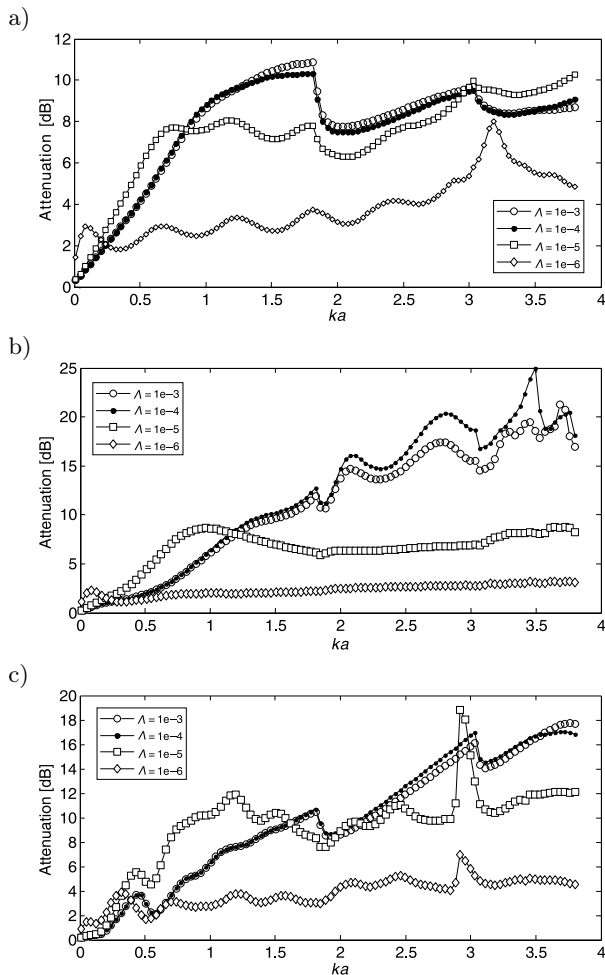 a)
Attenuation [dB]
12
10
8
6
4
2
0
0 0.5 1 1.5 2 2.5 3 3.5 4
ka
Λ = 1e−3
Λ = 1e−4
Λ = 1e−5
Λ = 1e−6
b)
Attenuation [dB]
25
20
15
10
5
0
0 0.5 1 1.5 2 2.5 3 3.5 4
ka
Λ = 1e−3
Λ = 1e−4
Λ = 1e−5
Λ = 1e−6
c)
Attenuation [dB]
20
18
16
14
12
10
8
6
4
2
0
0 0.5 1 1.5 2 2.5 3 3.5 4
ka
Λ = 1e−3
Λ = 1e−4
Λ = 1e−5
Λ = 1e−6